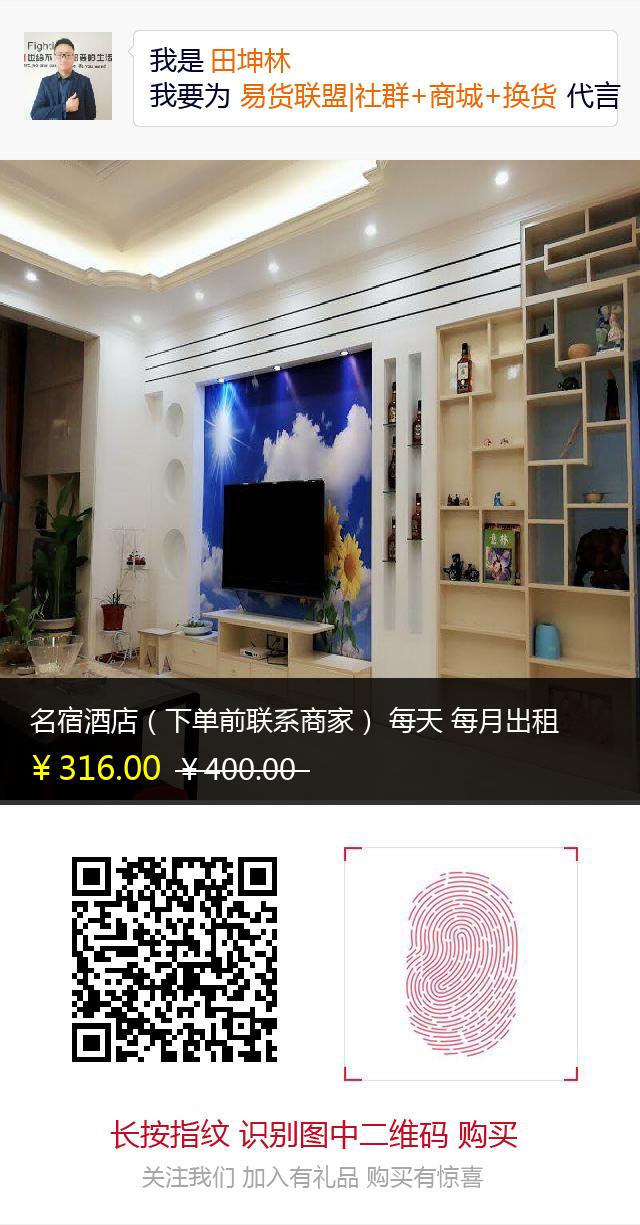 Fighti
我是 田坤林
我要为 易货联盟|社群+商城+换货 代言
意林
名宿酒店（下单前联系商家） 每天 每月出租
￥316.00 ￥400.00
长按指纹 识别图中二维码 购买
关注我们 加入有礼品 购买有惊喜